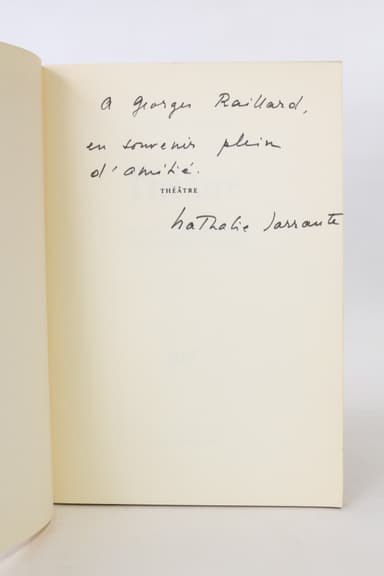 A Georges Raillard,
en souvenir plein
d'amitié.
THÉÂTRE
Nathalie Sarraute